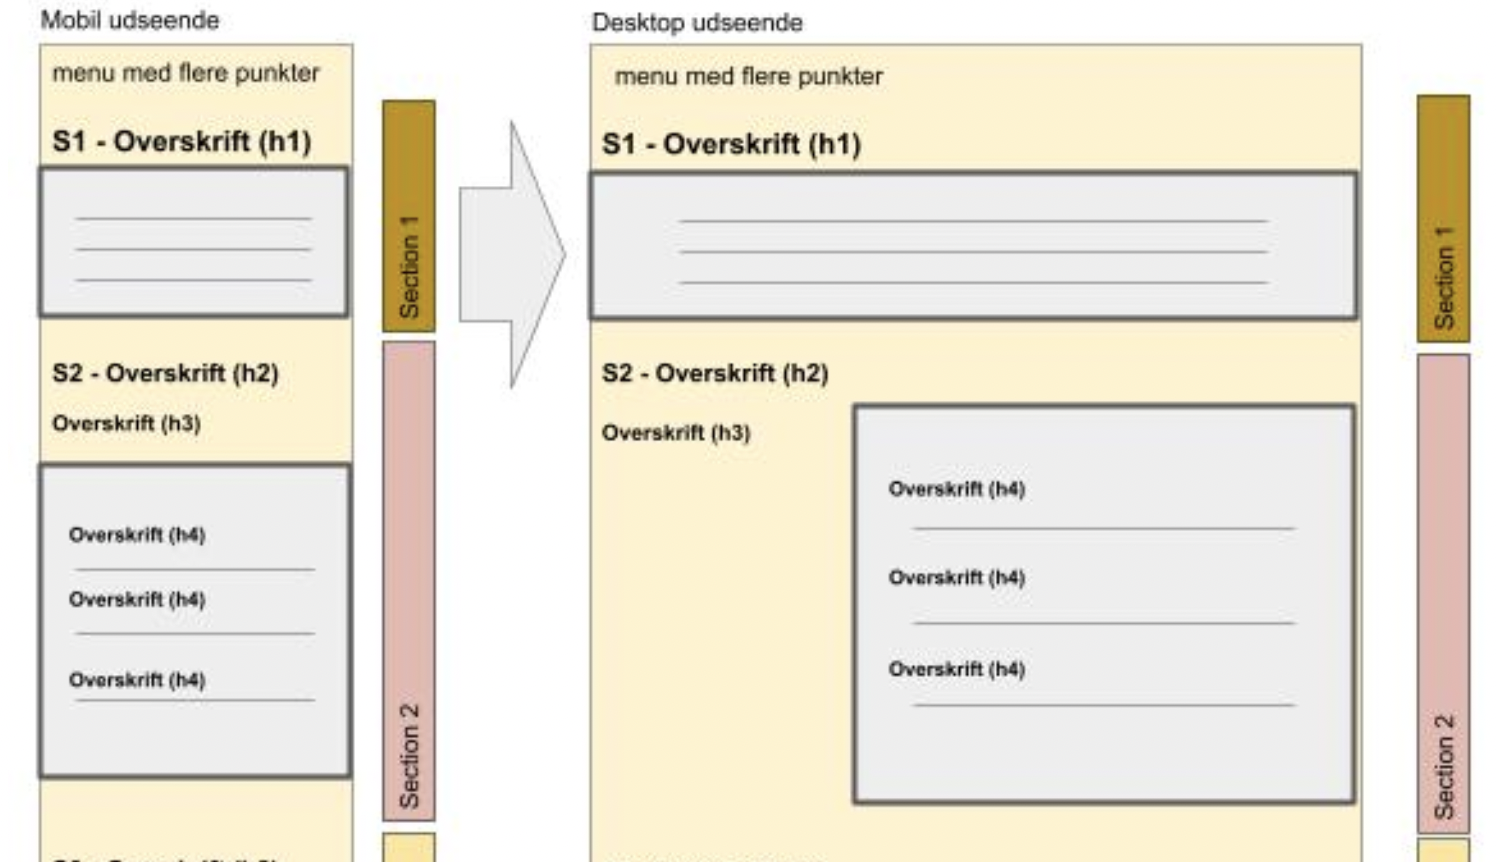 Mobil udseende
menu med flere punkter
S1 - Overskrift (h1)
Section 1
S2 - Overskrift (h2)
Overskrift (h3)
Overskrift (h4)
Overskrift (h4)
Overskrift (h4)
Section 2
Desktop udseende
menu med flere punkter
S1 - Overskrift (h1)
Section 1
S2 - Overskrift (h2)
Overskrift (h3)
Overskrift (h4)
Overskrift (h4)
Overskrift (h4)
Section 2